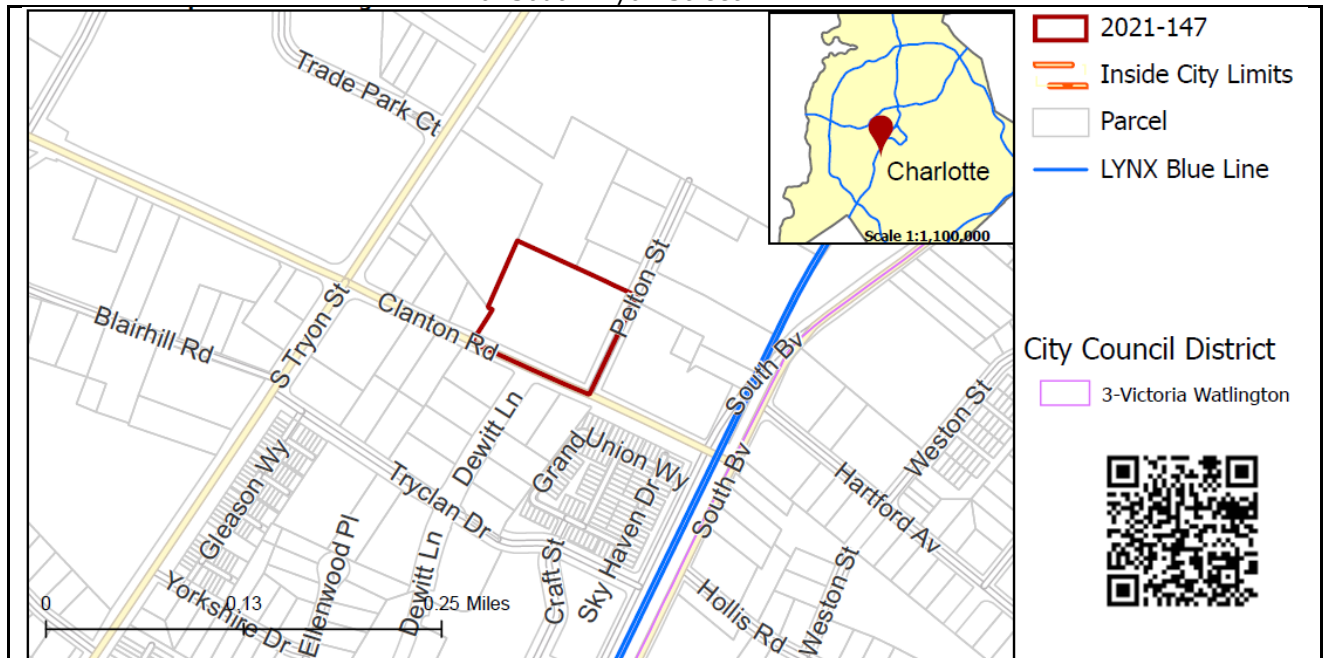 Trade Park Ct
Charlotte
Scale 1:1,100,000
Pelton St
Clanton Rd
Blairhill Rd
S Tryon St
South Bv
Weston St
Dewitt Ln
Grand
Union Wy
Gleason Wy
Tryclan Dr
South Bv
Hartford Av
Sky Haven Dr
Ellenwood Pl
Dewitt Ln
Craft St
Weston St
Hollis Rd
Yorkshire Dr
0 0.13 0.25 Miles
2021-147
Inside City Limits
Parcel
LYNX Blue Line
City Council District
3-Victoria Watlington